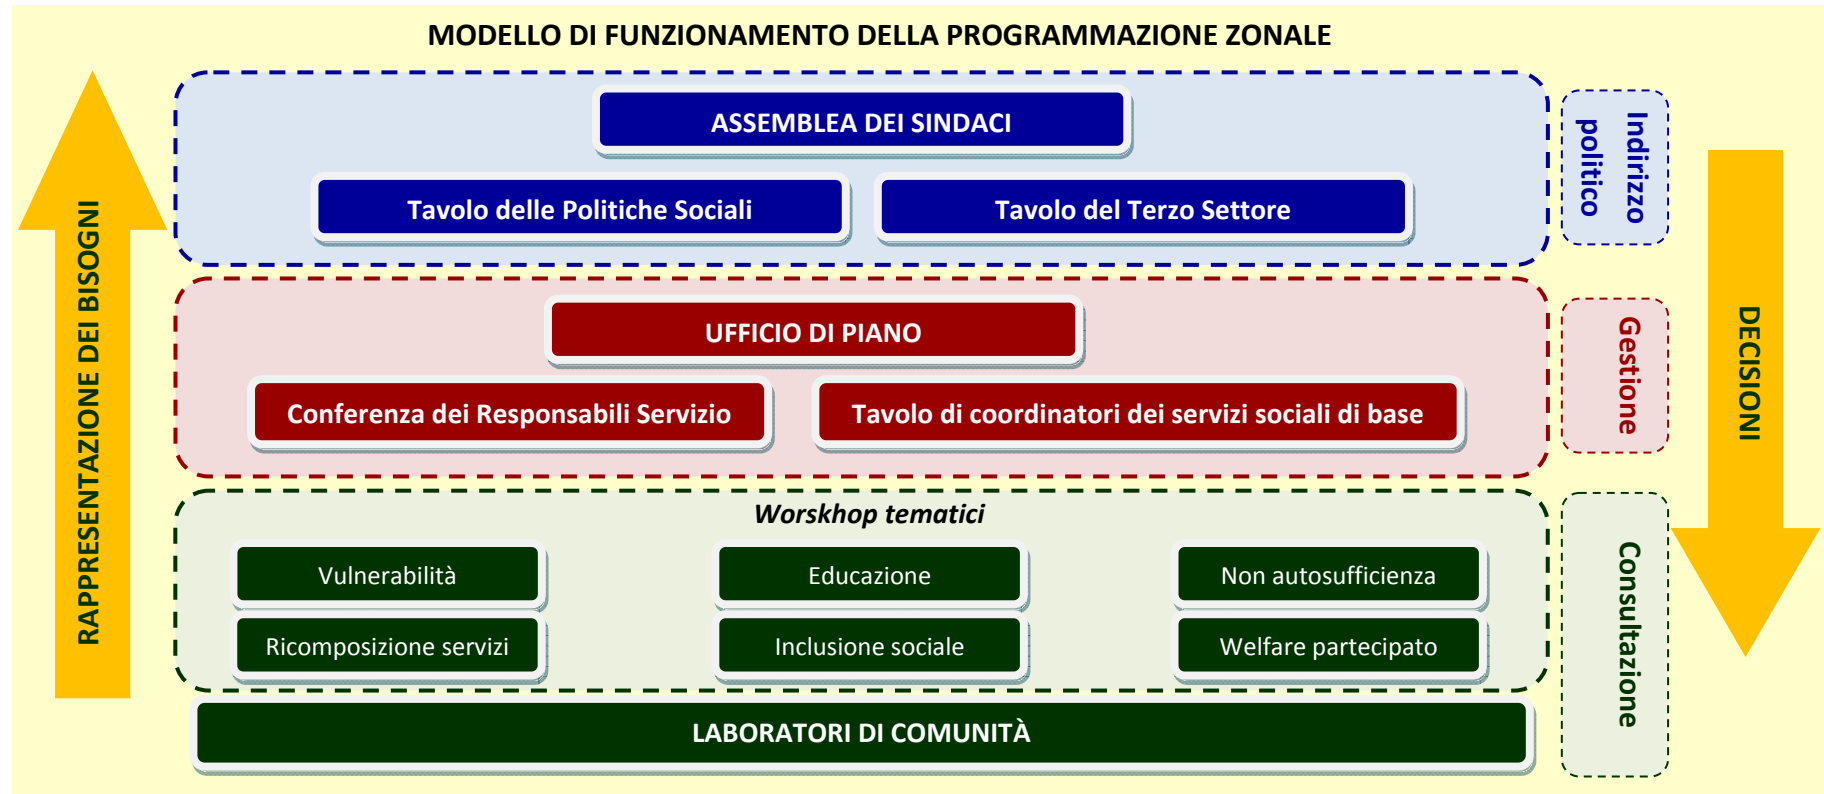 MODELLO DI FUNZIONAMENTO DELLA PROGRAMMAZIONE ZONALE
RAPPRESENTAZIONE DEI BISOGNI
ASSEMBLEA DEI SINDACI
Tavolo delle Politiche Sociali
Tavolo del Terzo Settore
Indirizzo
politico
UFFICIO DI PIANO
Conferenza dei Responsabili Servizio
Tavolo di coordinatori dei servizi sociali di base
Gestione
DECISIONI
Worskhop tematici
Vulnerabilità
Educazione
Non autosufficienza
Ricomposizione servizi
Inclusione sociale
Welfare partecipato
LABORATORI DI COMUNITÀ
Consultazione